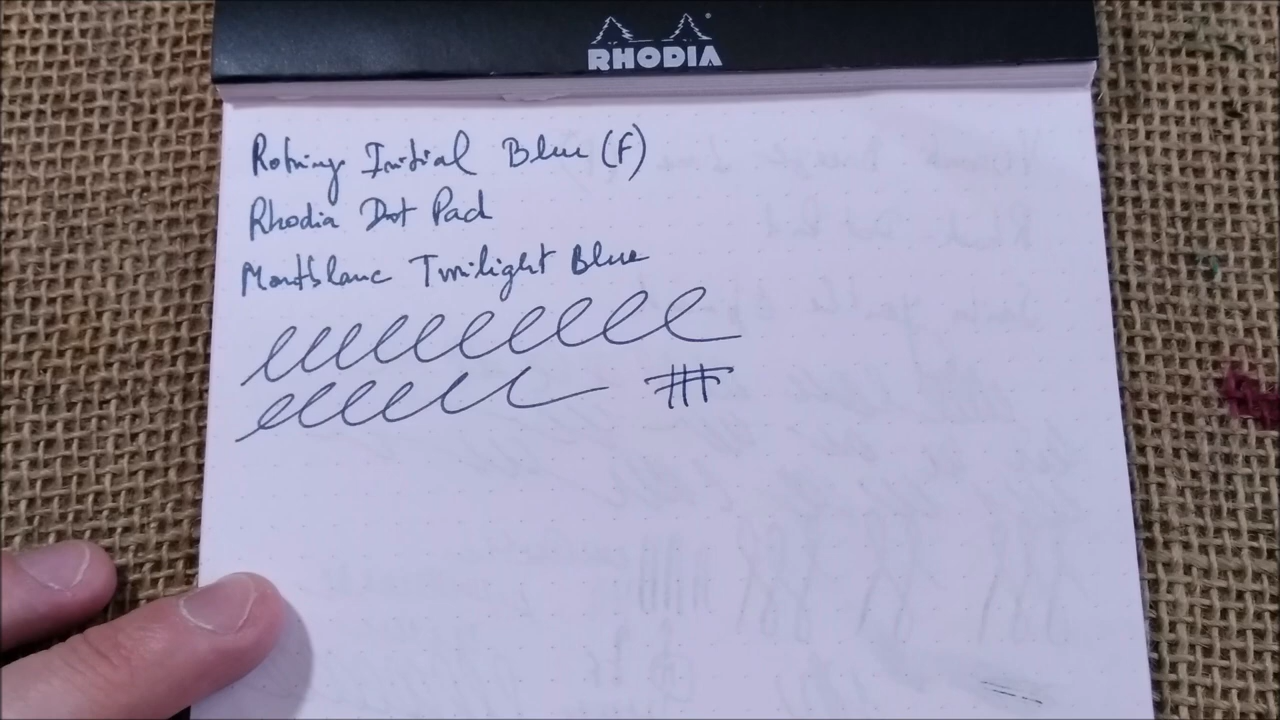 RHODIA
Rotring Initial Blue (F)
Rhodia Dot Pad
Montblanc Twilight Blue